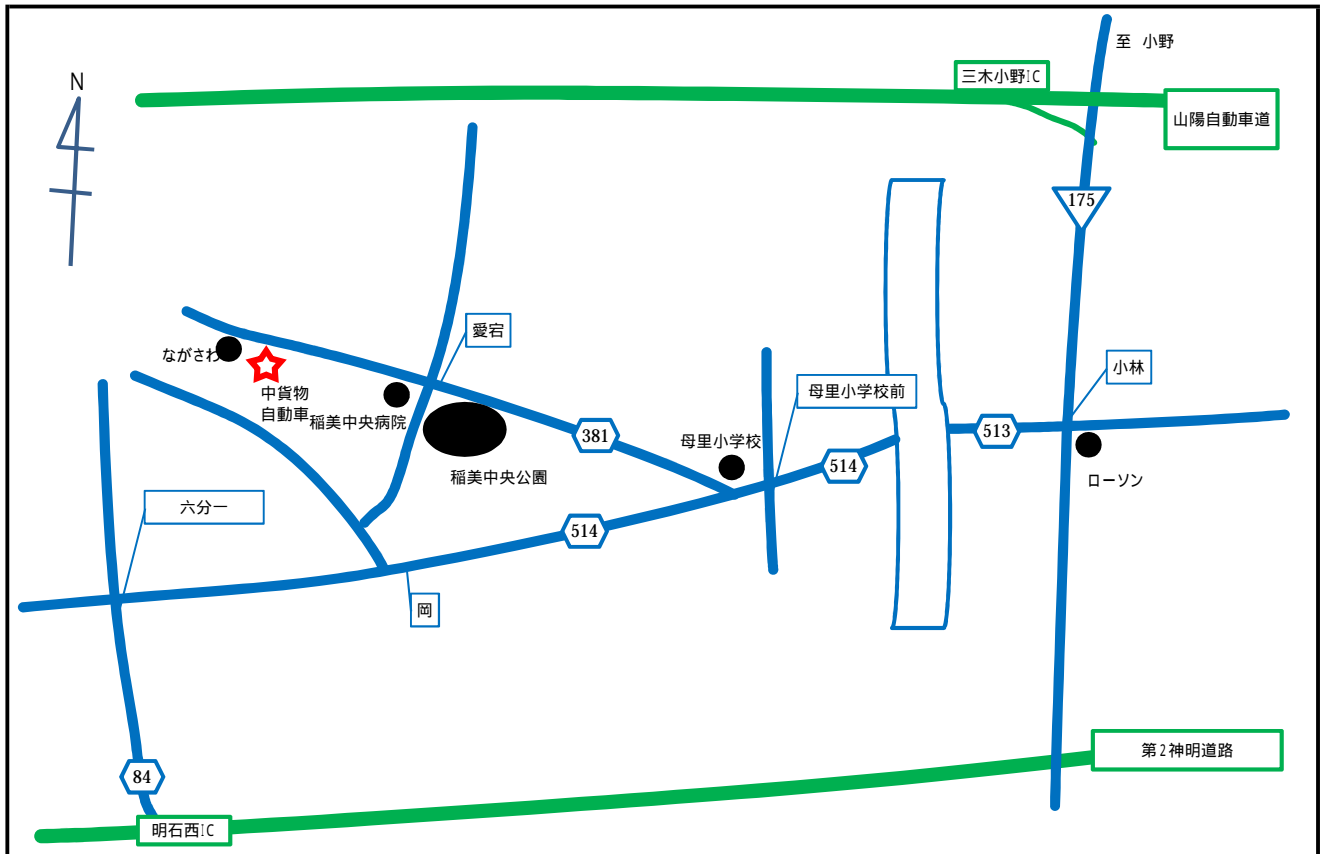 至 小野
三木小野IC
N
山陽自動車道
175
愛宕
ながさわ
小林
中貨物
自動車
稲美中央病院
母里小学校前
381
513
母里小学校
514
稲美中央公園
ローソン
六分一
514
岡
第2神明道路
84
明石西IC